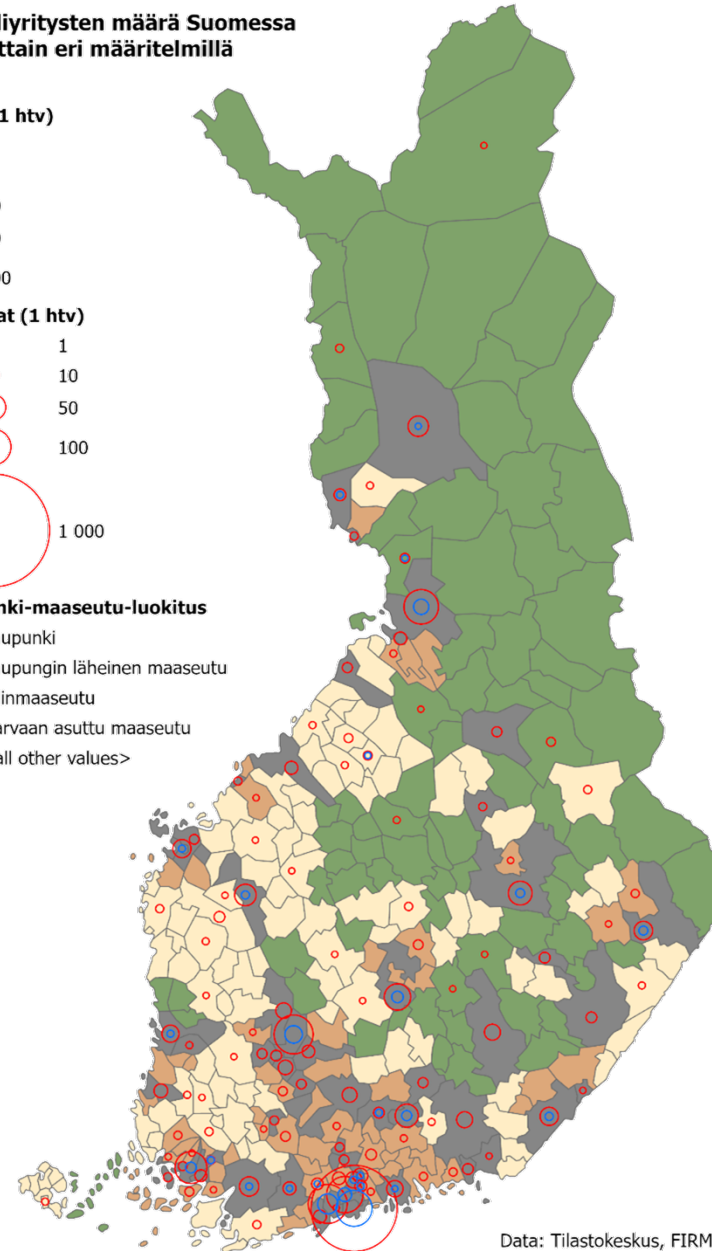 liyritysten määrä Suomessa
ttain eri määritelmillä
1 htv)
00
at (1 htv)
1
10
50
100
1 000
nki-maaseutu-luokitus
upunki
upungin läheinen maaseutu
inmaaseutu
arvaan asuttu maaseutu
all other values>
Data: Tilastokeskus, FIRM